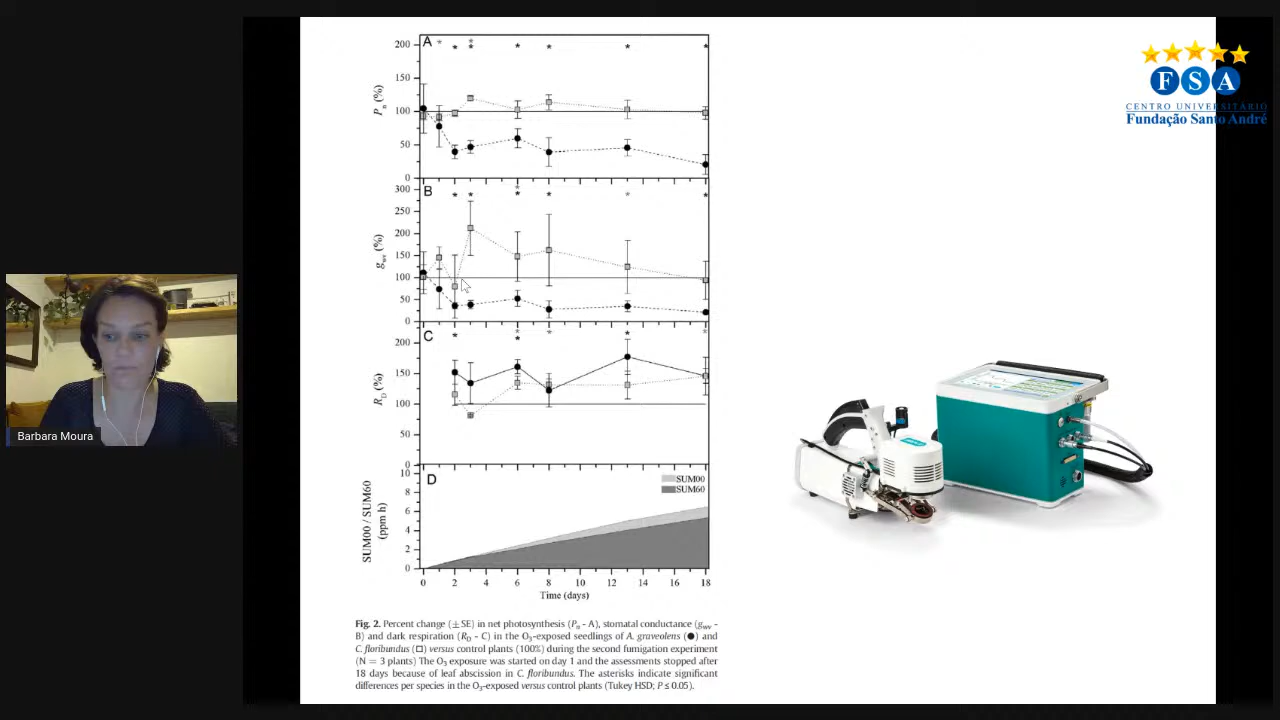 A
200
150
100
50
0
Pn (%)
B
300
250
200
150
100
50
0
gwv (%)
C
200
150
100
50
0
RD (%)
D
SUM00
SUM60
10
8
6
4
2
0
SUM00 / SUM60
(ppm h)
0 2 4 6 8 10 12 14 16 18
Time (days)
Fig. 2. Percent change (± SE) in net photosynthesis (Pn - A), stomatal conductance (gwv -
B) and dark respiration (RD - C) in the O3-exposed seedlings of A. graveolens (●) and
C. floribundus (□) versus control plants (100%) during the second fumigation experiment
(N = 3 plants) The O3 exposure was started on day 1 and the assessments stopped after
18 days because of leaf abscission in C. floribundus. The asterisks indicate significant
differences per species in the O3-exposed versus control plants (Tukey HSD; P ≤ 0.05).
FSA
CENTRO UNIVERSITÁRIO
Fundação Santo André
Barbara Moura